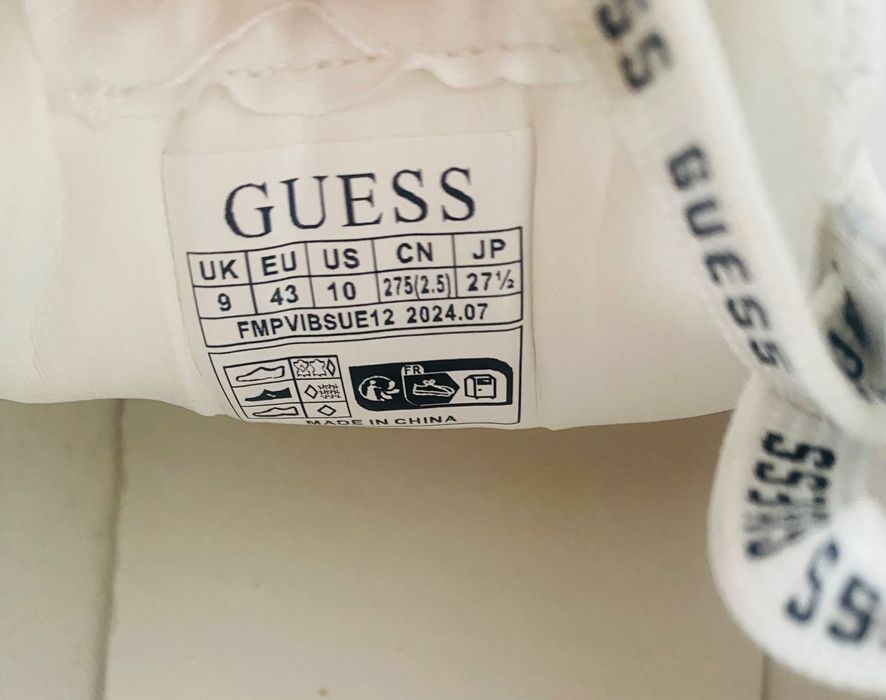 GUESS
UK EU US CN JP
9 43 10 275(2.5) 27½
FMPVIBSUE12 2024.07
FR
MADE IN CHINA
SS
GUESS
GUESS